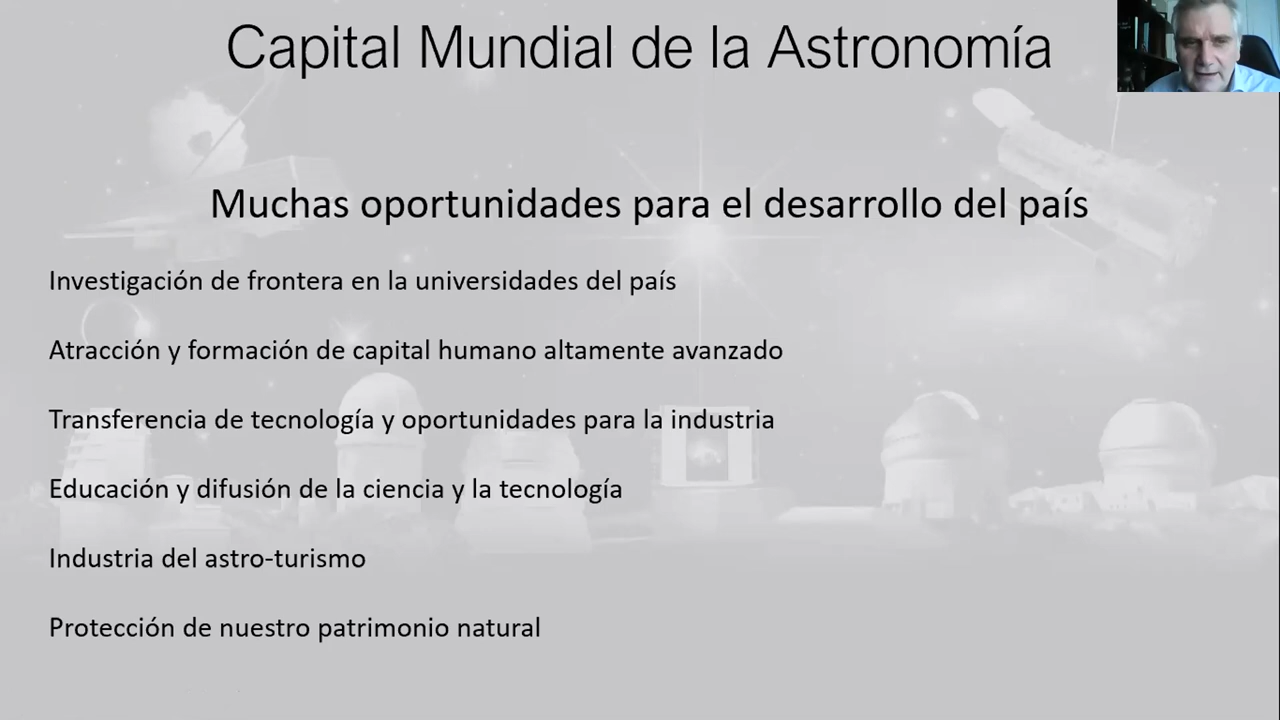 Capital Mundial de la Astronomía
Muchas oportunidades para el desarrollo del país
Investigación de frontera en la universidades del país
Atracción y formación de capital humano altamente avanzado
Transferencia de tecnología y oportunidades para la industria
Educación y difusión de la ciencia y la tecnología
Industria del astro-turismo
Protección de nuestro patrimonio natural